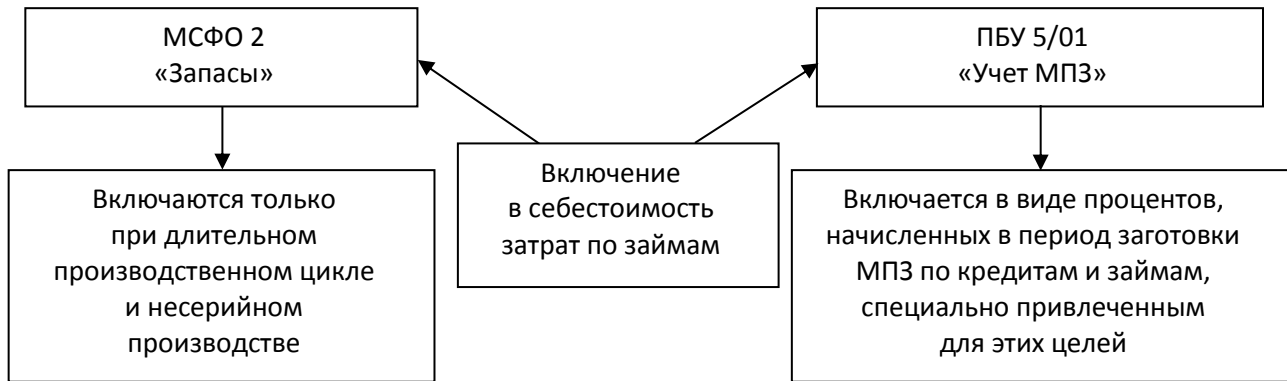 МСФО 2
«Запасы»
ПБУ 5/01
«Учет МПЗ»
Включение
в себестоимость
затрат по займам
Включаются только
при длительном
производственном цикле
и несерийном
производстве
Включается в виде процентов,
начисленных в период заготовки
МПЗ по кредитам и займам,
специально привлеченным
для этих целей